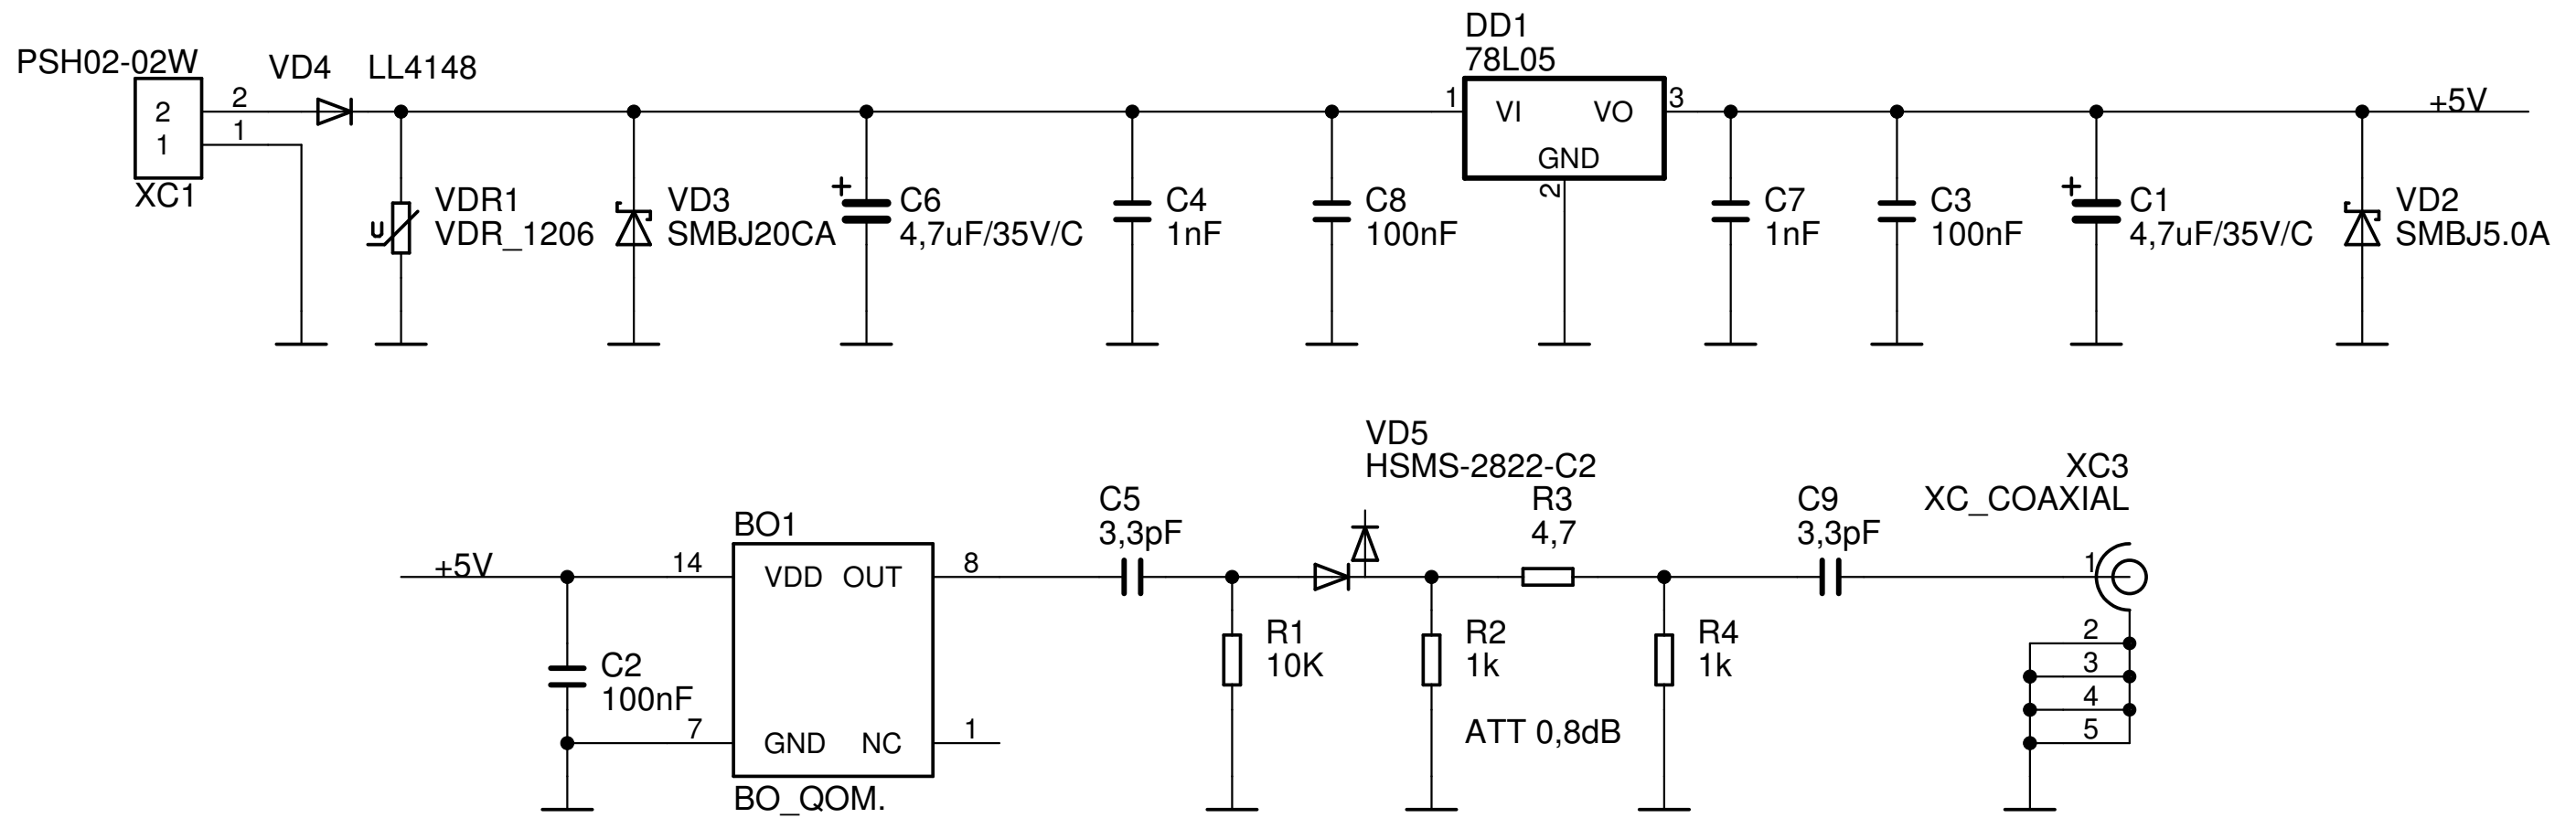 PSH02-02W
2
1
XC1
2
1
VD4 LL4148
U
VDR1
VDR_1206
VD3
SMBJ20CA
+
C6
4,7uF/35V/C
C4
1nF
C8
100nF
DD1
78L05
1
VI VO
GND
3
2
C7
1nF
C3
100nF
+
C1
4,7uF/35V/C
+5V
VD2
SMBJ5.0A
+5V
C2
100nF
BO1
14
VDD OUT
8
7
GND NC
1
BO_QOM.
C5
3,3pF
R1
10K
VD5
HSMS-2822-C2
R3
4,7
R2
1k
R4
1k
ATT 0,8dB
C9
3,3pF
XC3
XC_COAXIAL
1
2
3
4
5